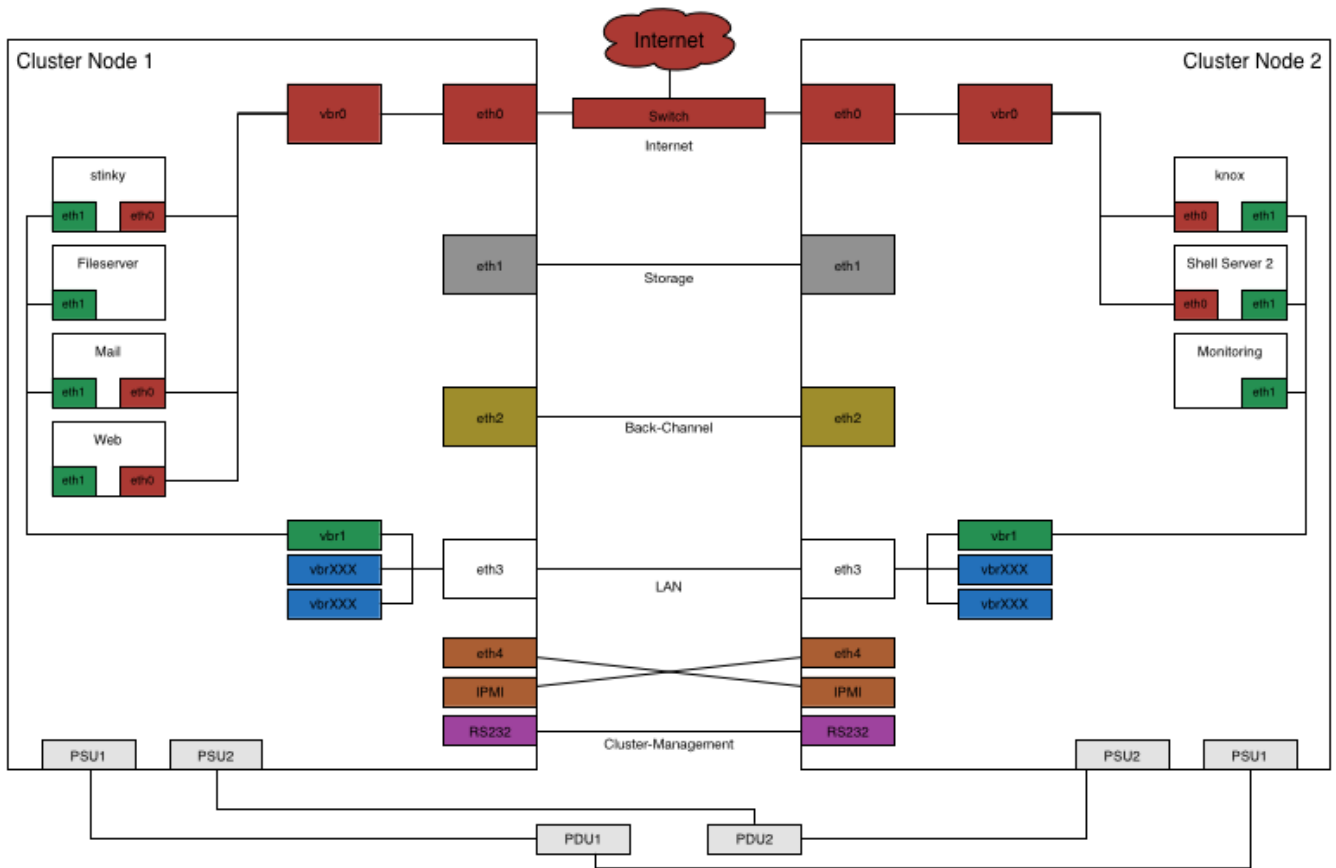 Internet
Cluster Node 1
Cluster Node 2
vbr0
eth0
Switch
eth0
vbr0
Internet
stinky
eth1
eth0
knox
eth0
eth1
Fileserver
eth1
eth1
Storage
eth1
Shell Server 2
eth0
eth1
Mail
eth1
eth0
Monitoring
eth1
eth2
Back-Channel
eth2
Web
eth1
eth0
vbr1
vbrXXX
vbrXXX
eth3
LAN
eth3
vbr1
vbrXXX
vbrXXX
eth4
eth4
IPMI
IPMI
RS232
Cluster-Management
RS232
PSU1
PSU2
PSU2
PSU1
PDU1
PDU2